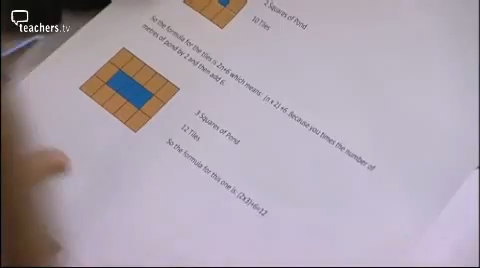 teachers.tv
2 Squares of Pond
10 Tiles
So the formula for the tiles is 2n+6 which means : (n x 2) +6. Because you times the number of
metres of pond by 2 and then add 6.
3 Squares of Pond
12 Tiles
So the formula for this one is: (2x3)+6=12